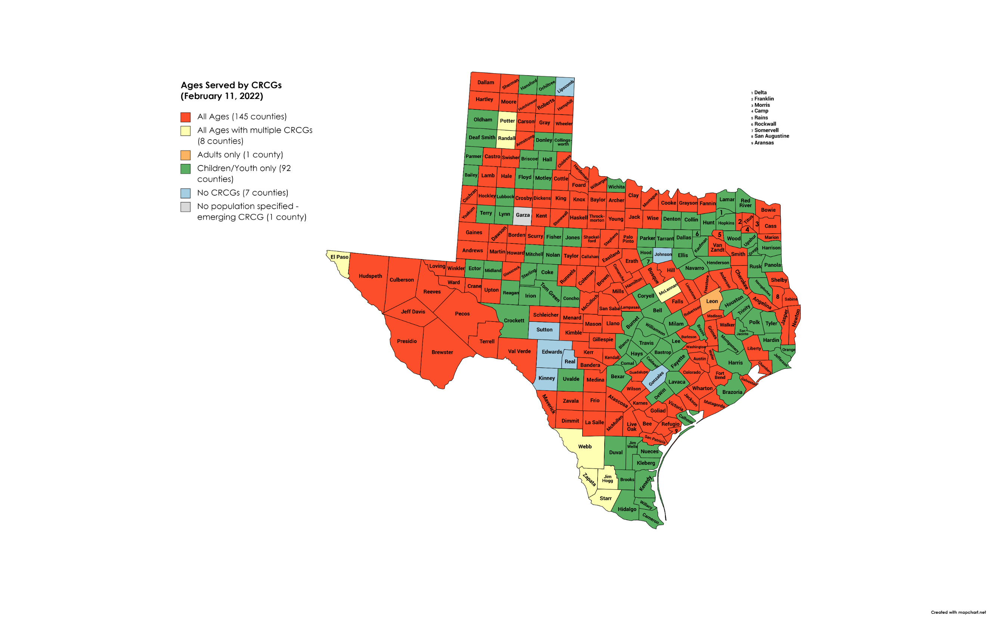 Ages Served by CRCGs
(February 11, 2022)
All Ages (145 counties)
All Ages with multiple CRCGs
(8 counties)
Adults only (1 county)
Children/Youth only (92
counties)
No CRCGs (7 counties)
No population specified -
emerging CRCG (1 county)
1 Delta
2 Franklin
3 Morris
4 Camp
5 Rains
6 Rockwall
7 Somervell
8 San Augustine
9 Aransas
Dallam Sherman Hansford Ochiltree Lipscomb
Hartley Moore Hutchinson Roberts Hemphill
Oldham Potter Carson Gray Wheeler
Deaf Smith Randall Armstrong Donley Collings-
worth
Parmer Castro Swisher Briscoe Hall Childress
Hardeman
Bailey Lamb Hale Floyd Motley Cottle Foard Wilbarger Wichita
Cochran Hockley Lubbock Crosby Dickens King Knox Baylor Archer Clay Montague Cooke Grayson Fannin Lamar Red
River
Bowie
Yoakum Terry Lynn Garza Kent Stonewall Haskell Throck-
morton
Young Jack Wise Denton Collin Hunt 1 Hopkins 2 Titus 3 Cass
4
Gaines Dawson Borden Scurry Fisher Jones Shackel-
ford
Stephens Palo
Pinto
Parker Tarrant Dallas 6 Kaufman 5 Wood Upshur Marion
Van
Zandt
Gregg Harrison
Andrews Martin Howard Mitchell Nolan Taylor Callahan Eastland Erath Hood Johnson Ellis Smith
7 Henderson Rusk Panola
El Paso Hudspeth Culberson Reeves Loving Winkler Ector Midland Glasscock Sterling Coke Runnels Coleman Brown Comanche Hamilton Bosque Hill Navarro Freestone Anderson Cherokee Nacogdoches Shelby
Ward Crane Upton Reagan Irion Tom Green Concho McCulloch Mills Coryell McLennan Limestone 8 Sabine
San Saba Lampasas Falls Leon Houston Angelina
Jeff Davis Pecos Crockett Schleicher Menard Mason Llano Burnet Bell Robertson Madison Trinity Polk Tyler Jasper Newton
Sutton Kimble Williamson Milam Brazos Grimes Walker San
Jacinto
Presidio Brewster Terrell Val Verde Gillespie Blanco Travis Lee Burleson Washington Montgomery Hardin
Edwards Kerr Kendall Hays Bastrop Waller Liberty Orange
Real Bandera Comal Caldwell Fayette Austin Harris Jefferson
Kinney Uvalde Medina Bexar Guadalupe Gonzales Colorado Fort
Bend
Chambers
Lavaca Galveston
Wilson Wharton Brazoria
Maverick Zavala Frio Atascosa Karnes DeWitt Jackson Matagorda
Victoria
Goliad
Dimmit La Salle McMullen Live
Oak
Bee Refugio Calhoun
9
San Patricio
Webb Duval Jim
Wells
Nueces
Kleberg
Zapata Jim
Hogg
Brooks Kenedy
Starr Hidalgo Willacy
Cameron
Created with mapchart.net